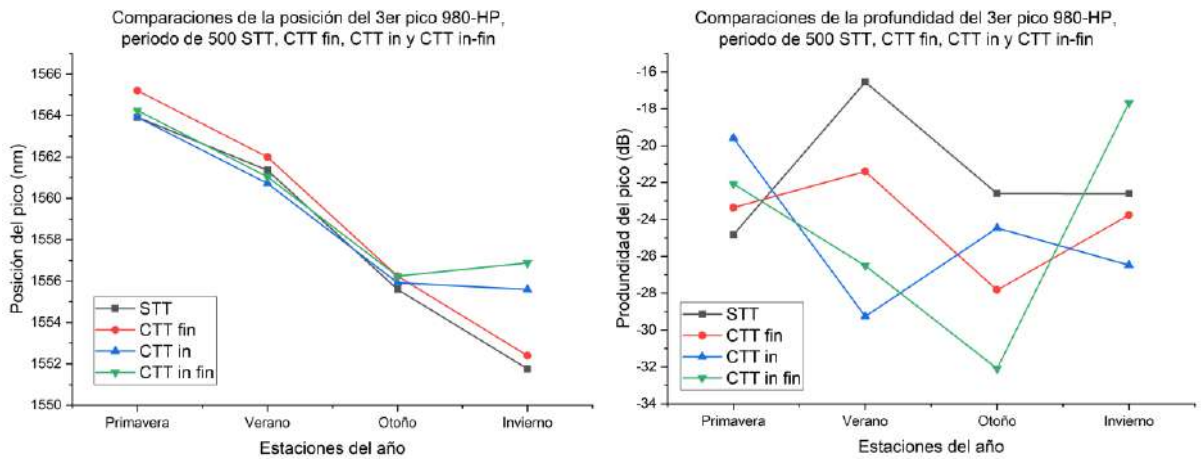 Comparaciones de la posición del 3er pico 980-HP,
periodo de 500 STT, CTT fin, CTT in y CTT in-fin
Posición del pico (nm)
1566
1564
1562
1560
1558
1556
1554
1552
1550
STT
CTT fin
CTT in
CTT in fin
Primavera
Verano
Otoño
Invierno
Estaciones del año
Comparaciones de la profundidad del 3er pico 980-HP,
periodo de 500 STT, CTT fin, CTT in y CTT in-fin
Produndidad del pico (dB)
-16
-18
-20
-22
-24
-26
-28
-30
-32
-34
STT
CTT fin
CTT in
CTT in fin
Primavera
Verano
Otoño
Invierno
Estaciones del año